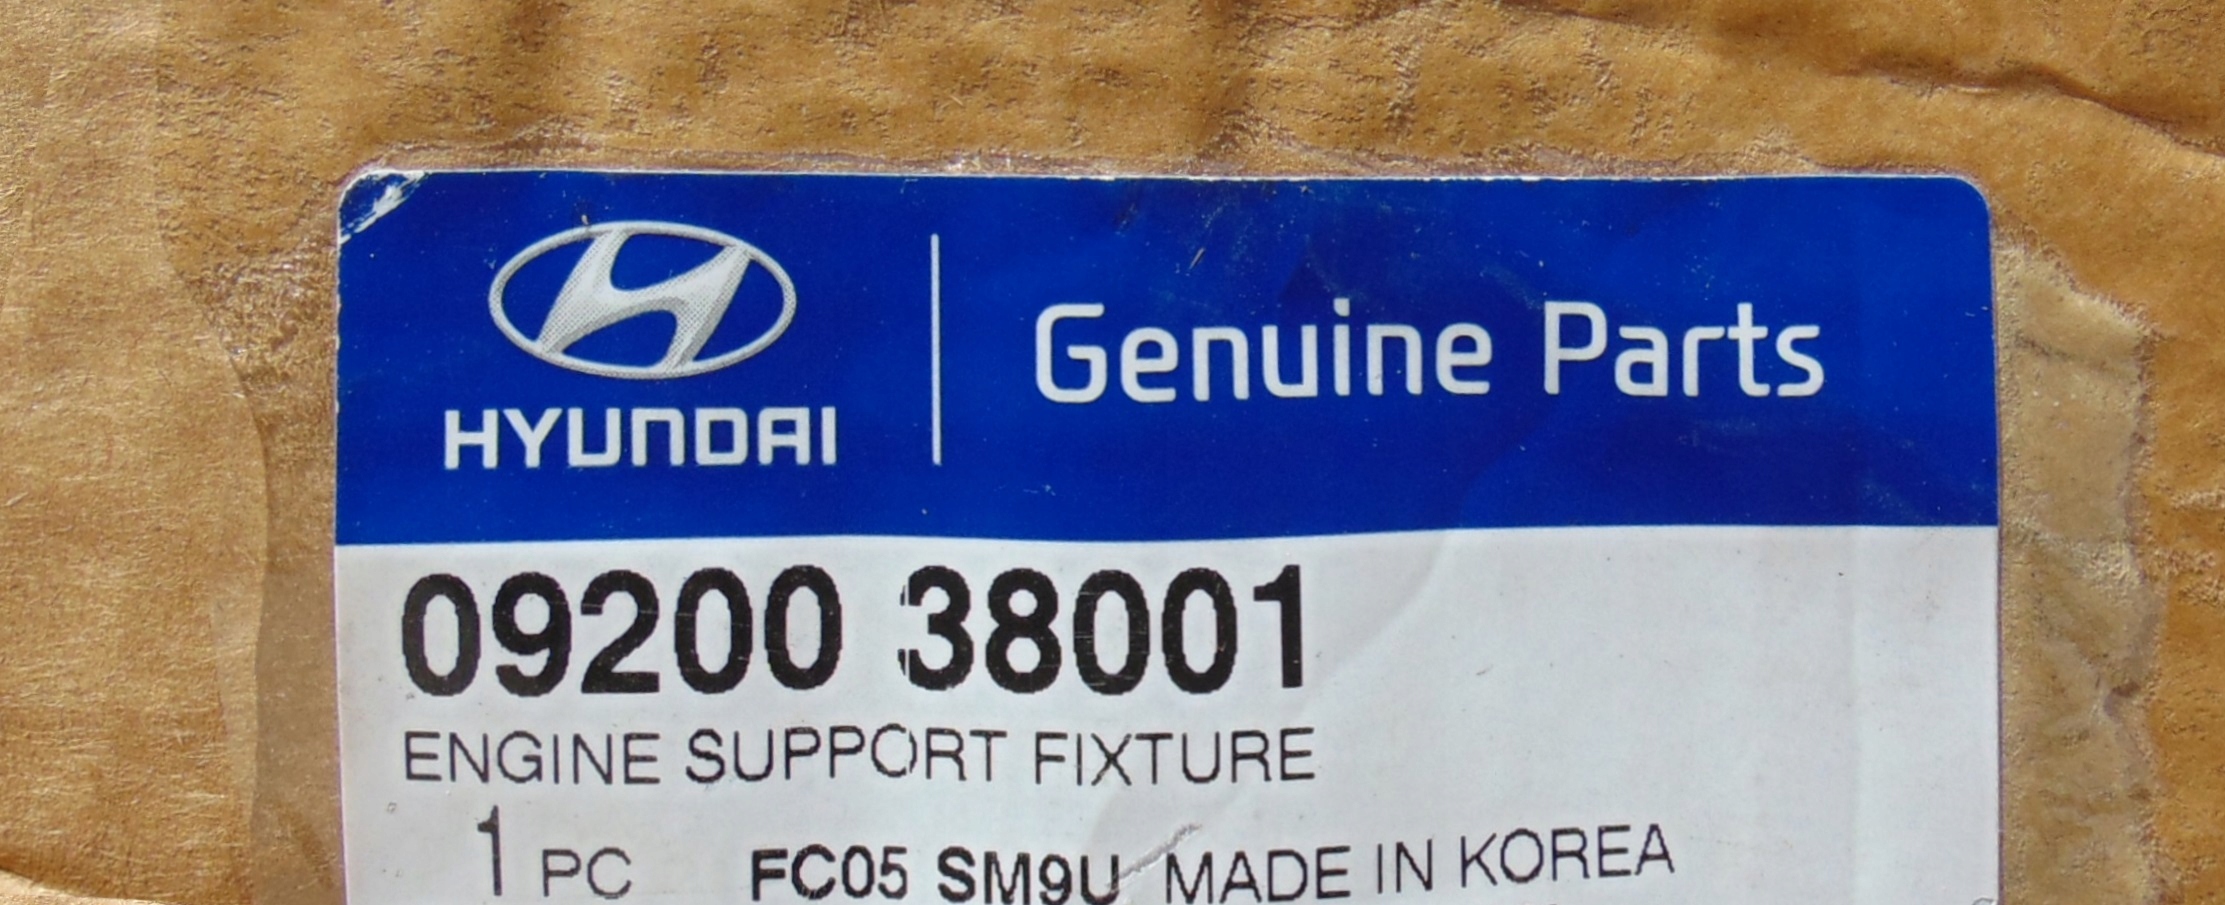 HYUNDAI
Genuine Parts
09200 38001
ENGINE SUPPORT FIXTURE
1 PC FC05 SM9U MADE IN KOREA